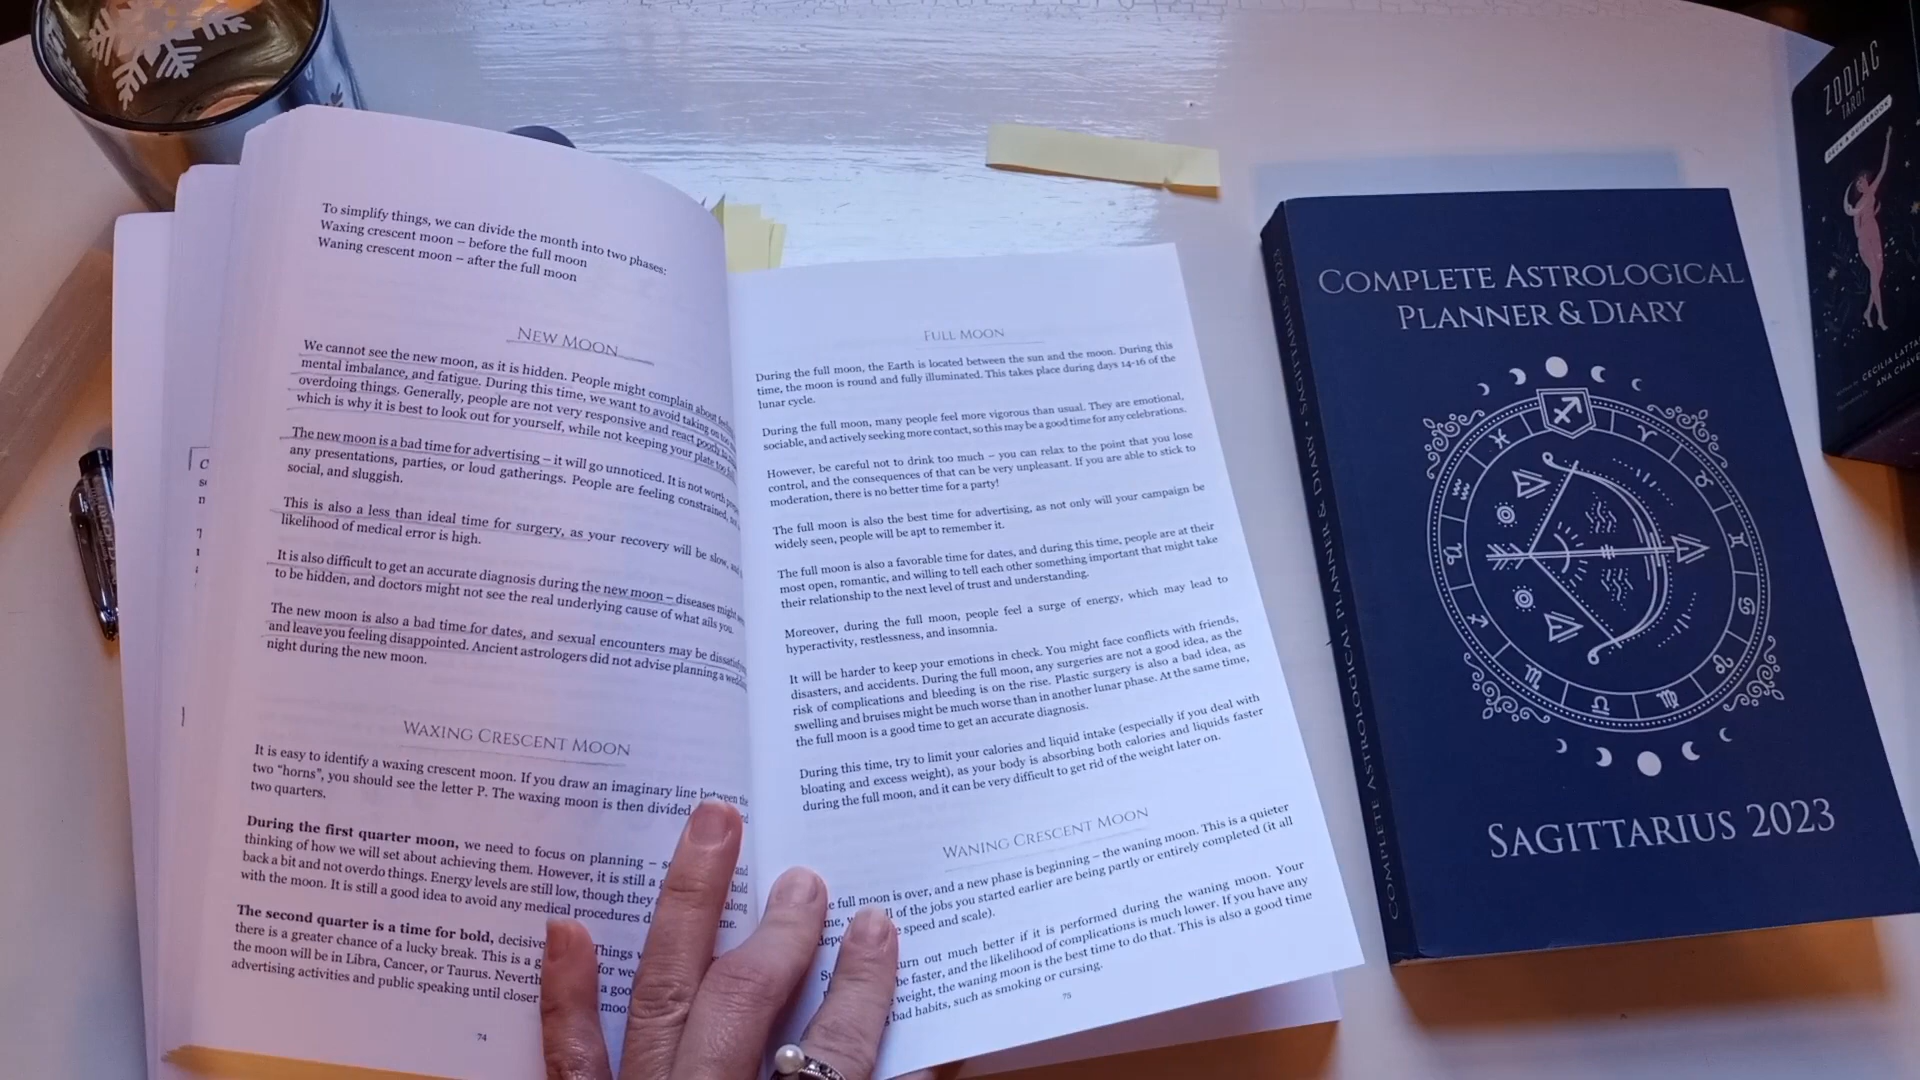 To simplify things, we can divide the month into two phases:
Waxing crescent moon – before the full moon
Waning crescent moon – after the full moon
NEW MOON
We cannot see the new moon, as it is hidden. People might complain about
mental imbalance, and fatigue. During this time, we want to avoid taking on
overdoing things. Generally, people are not very responsive and react poorly
which is why it is best to look out for yourself, while not keeping your plate too
The new moon is a bad time for advertising – it will go unnoticed. It is not worth
any presentations, parties, or loud gatherings. People are feeling constrained,
social, and sluggish.
This is also a less than ideal time for surgery, as your recovery will be slow,
likelihood of medical error is high.
It is also difficult to get an accurate diagnosis during the new moon – diseases might
to be hidden, and doctors might not see the real underlying cause of what ails you.
The new moon is also a bad time for dates, and sexual encounters may be
and leave you feeling disappointed. Ancient astrologers did not advise planning a
night during the new moon.
WAXING CRESCENT MOON
It is easy to identify a waxing crescent moon. If you draw an imaginary line between the
two "horns", you should see the letter P. The waxing moon is then divided
two quarters.
During the first quarter moon, we need to focus on planning – and
thinking of how we will set about achieving them. However, it is still a hold
back a bit and not overdo things. Energy levels are still low, though they along
with the moon. It is still a good idea to avoid any medical procedures
The second quarter is a time for bold, decisive Things
there is a greater chance of a lucky break. This is a for
the moon will be in Libra, Cancer, or Taurus. a
advertising activities and public speaking until closer
74
FULL MOON
During the full moon, the Earth is located between the sun and the moon. During this
time, the moon is round and fully illuminated. This takes place during days 14-16 of the
lunar cycle.
During the full moon, many people feel more vigorous than usual. They are emotional,
sociable, and actively seeking more contact, so this may be a good time for any celebrations.
However, be careful not to drink too much – you can relax to the point that you lose
control, and the consequences of that can be very unpleasant. If you are able to stick to
moderation, there is no better time for a party!
The full moon is also the best time for advertising, as not only will your campaign be
widely seen, people will be apt to remember it.
The full moon is also a favorable time for dates, and during this time, people are at their
most open, romantic, and willing to tell each other something important that might take
their relationship to the next level of trust and understanding.
Moreover, during the full moon, people feel a surge of energy, which may lead to
hyperactivity, restlessness, and insomnia.
It will be harder to keep your emotions in check. You might face conflicts with friends,
disasters, and accidents. During the full moon, any surgeries are not a good idea, as the
risk of complications and bleeding is on the rise. Plastic surgery is also a bad idea, as
swelling and bruises might be much worse than in another lunar phase. At the same time,
the full moon is a good time to get an accurate diagnosis.
During this time, try to limit your calories and liquid intake (especially if you deal with
bloating and excess weight), as your body is absorbing both calories and liquids faster
during the full moon, and it can be very difficult to get rid of the weight later on.
WANING CRESCENT MOON
full moon is over, and a new phase is beginning – the waning moon. This is a quieter
of the jobs you started earlier are being partly or entirely completed (it all
speed and scale).
turn out much better if it is performed during the waning moon. Your
be faster, and the likelihood of complications is much lower. If you have any
weight, the waning moon is the best time to do that. This is also a good time
bad habits, such as smoking or cursing.
75
COMPLETE ASTROLOGICAL PLANNER & DIARY • SAGITTARIUS 2023
COMPLETE ASTROLOGICAL
PLANNER & DIARY
SAGITTARIUS 2023
ZODIAC
TAROT
DECK & GUIDEBOOK
CECILIA LATTA
ANA